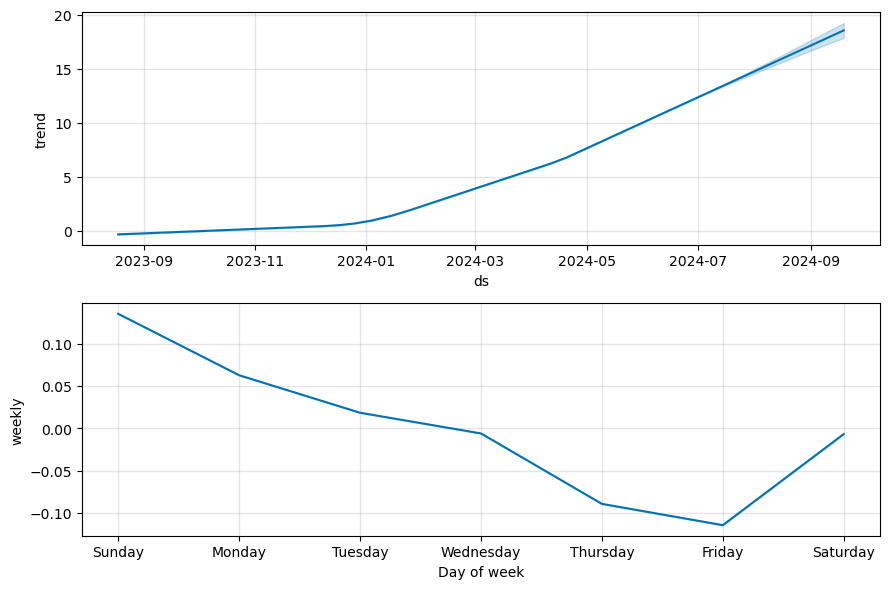 20
15
10
5
0
trend
2023-09 2023-11 2024-01 2024-03 2024-05 2024-07 2024-09
ds
0.10
0.05
0.00
−0.05
−0.10
weekly
Sunday Monday Tuesday Wednesday Thursday Friday Saturday
Day of week